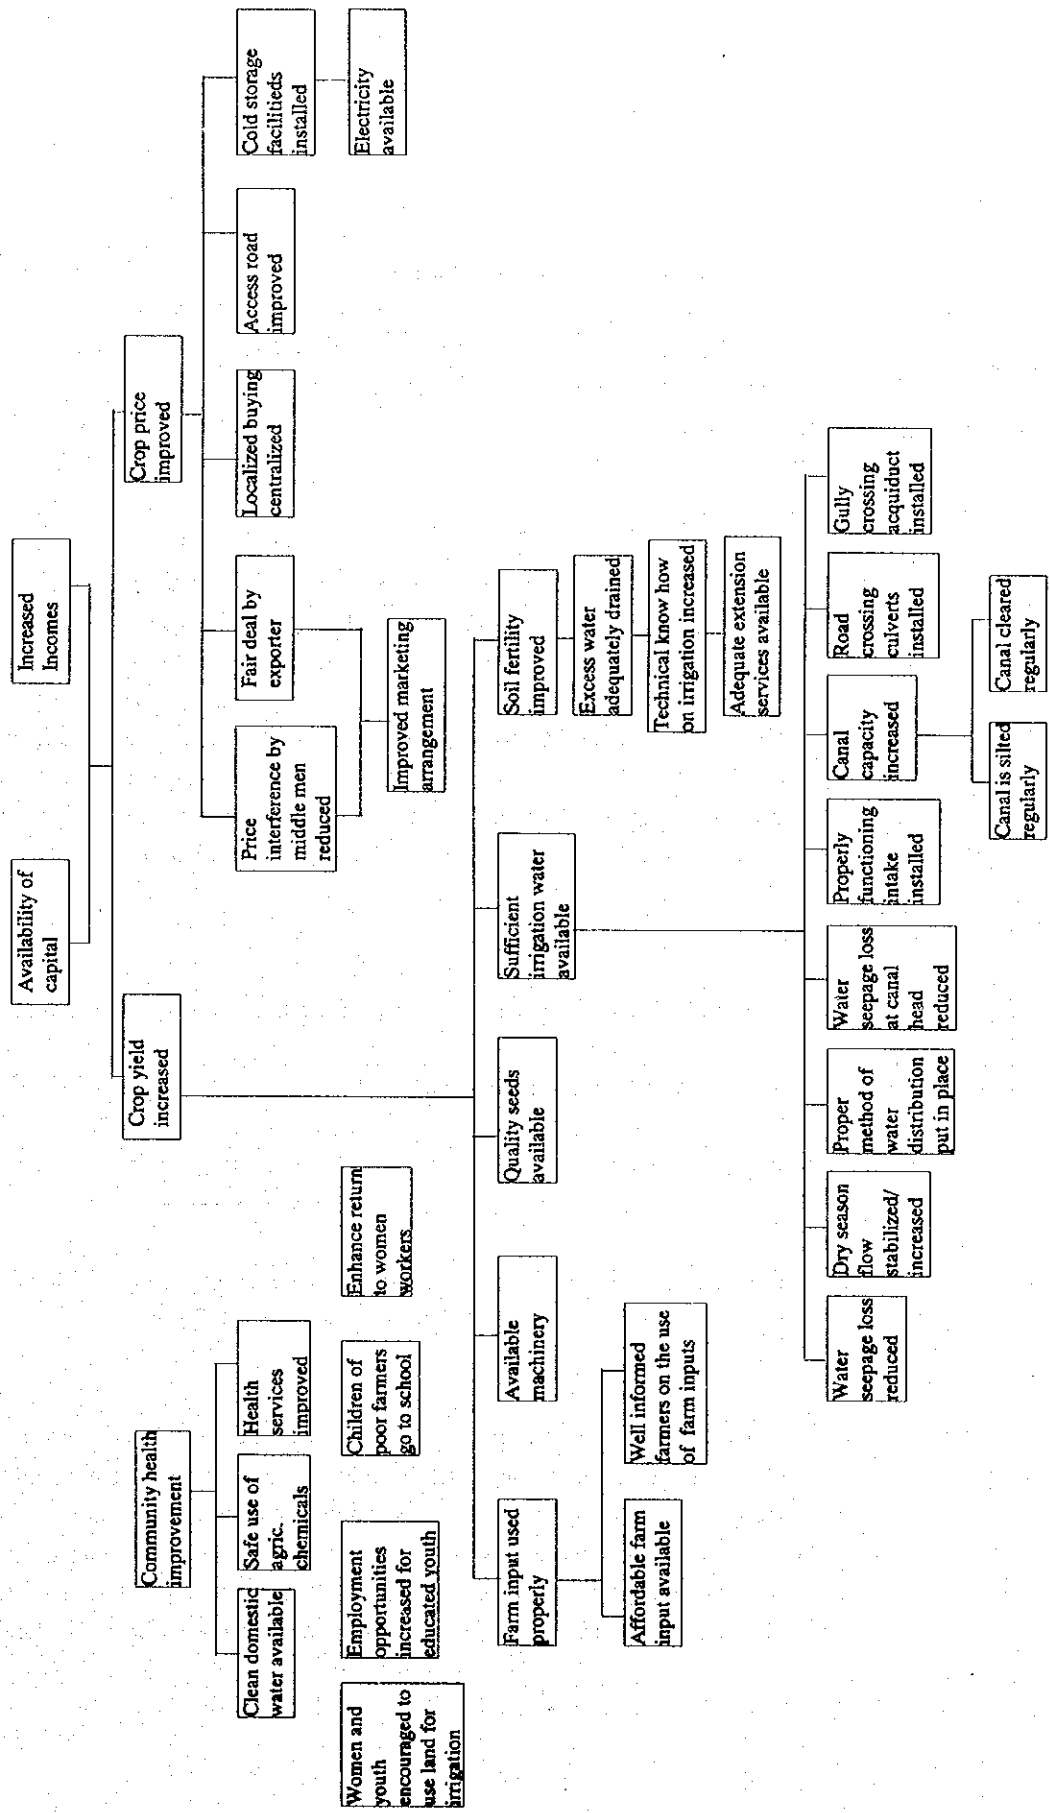 Availability of
capital
Increased
Incomes
Community health
improvement
Crop yield
increased
Crop price
improved
Clean domestic
water available
Safe use of
agric.
chemicals
Health
services
improved
Price
interference by
middle men
reduced
Fair deal by
exporter
Localized buying
centralized
Access road
improved
Cold storage
facilitieds
installed
Women and
youth
encouraged to
use land for
irrigation
Employment
opportunities
increased for
educated youth
Children of
poor farmers
go to school
Enhance return
to women
workers
Improved marketing
arrangement
Electricity
available
Farm input used
properly
Available
machinery
Quality seeds
available
Sufficient
irrigation water
available
Soil fertility
improved
Excess water
adequately drained
Affordable farm
input available
Well informed
farmers on the use
of farm inputs
Technical know how
on irrigation increased
Adequate extension
services available
Water
seepage loss
reduced
Dry season
flow
stabilized/
increased
Proper
method of
water
distribution
put in place
Water
seepage loss
at canal
head
reduced
Properly
functioning
intake
installed
Canal
capacity
increased
Road
crossing
culverts
installed
Gully
crossing
acquiduct
installed
Canal is silted
regularly
Canal cleared
regularly